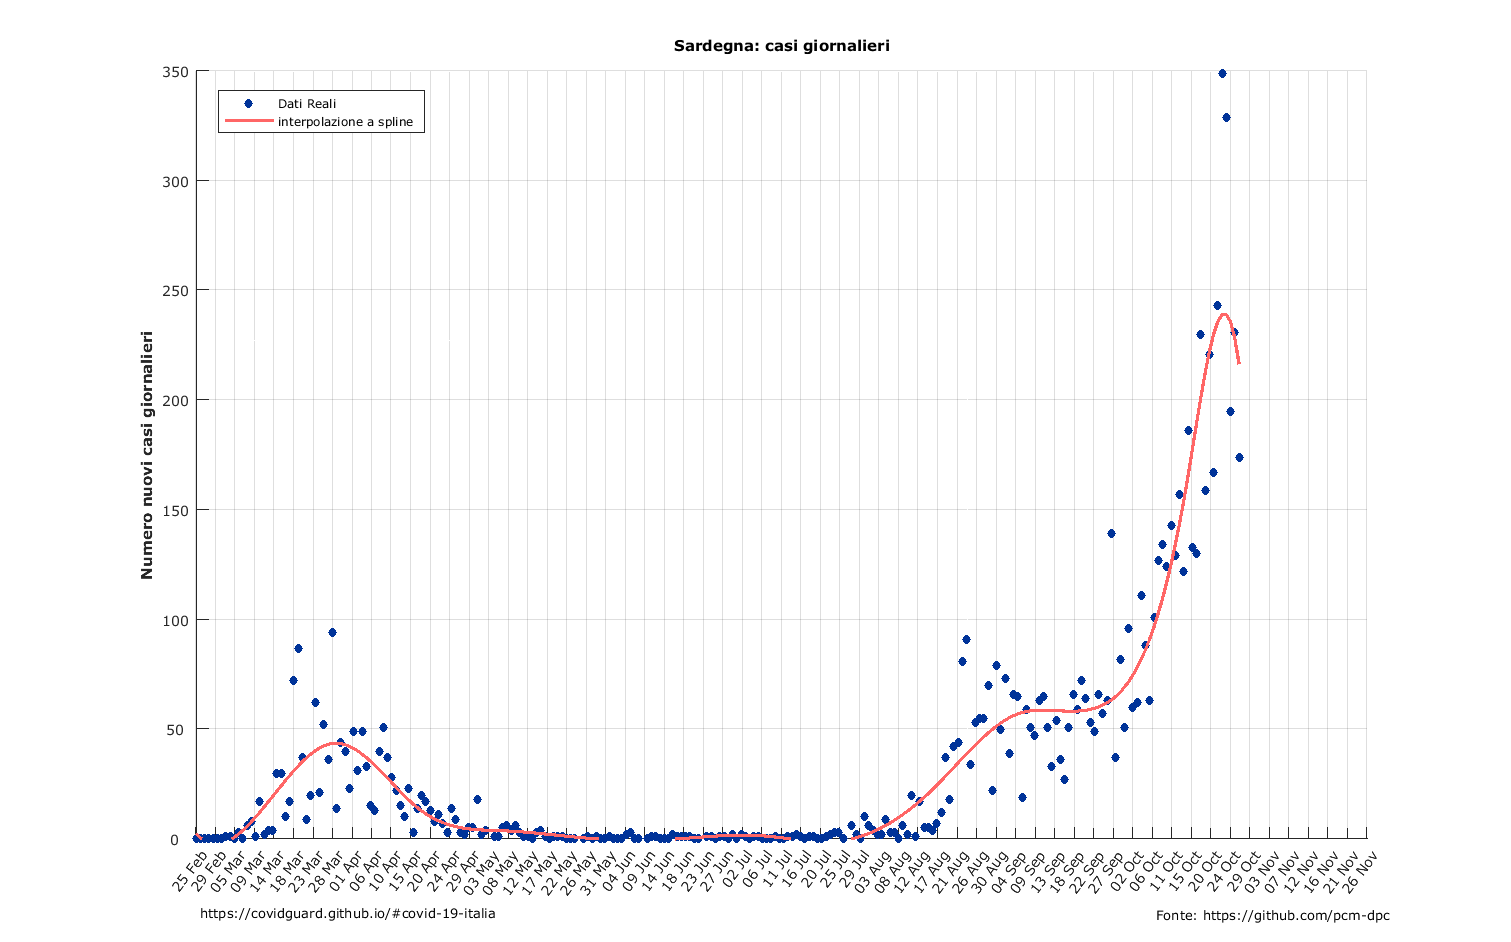 Sardegna: casi giornalieri
Dati Reali
interpolazione a spline
Numero nuovi casi giornalieri
350
300
250
200
150
100
50
0
25 Feb
29 Feb
05 Mar
09 Mar
14 Mar
18 Mar
23 Mar
28 Mar
01 Apr
06 Apr
10 Apr
15 Apr
20 Apr
24 Apr
29 Apr
03 May
08 May
12 May
17 May
22 May
26 May
31 May
04 Jun
09 Jun
14 Jun
18 Jun
23 Jun
27 Jun
02 Jul
06 Jul
11 Jul
16 Jul
20 Jul
25 Jul
29 Jul
03 Aug
08 Aug
12 Aug
17 Aug
21 Aug
26 Aug
30 Aug
04 Sep
09 Sep
13 Sep
18 Sep
22 Sep
27 Sep
02 Oct
06 Oct
11 Oct
15 Oct
20 Oct
24 Oct
29 Oct
03 Nov
07 Nov
12 Nov
16 Nov
21 Nov
26 Nov
https://covidguard.github.io/#covid-19-italia
Fonte: https://github.com/pcm-dpc